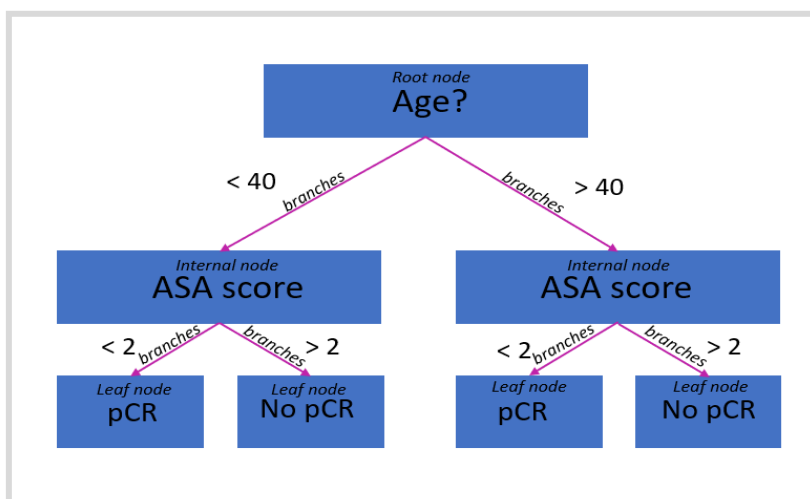 Root node
Age?
< 40
branches
branches
> 40
Internal node
ASA score
Internal node
ASA score
< 2
branches
branches
> 2
< 2
branches
branches
> 2
Leaf node
pCR
Leaf node
No pCR
Leaf node
pCR
Leaf node
No pCR